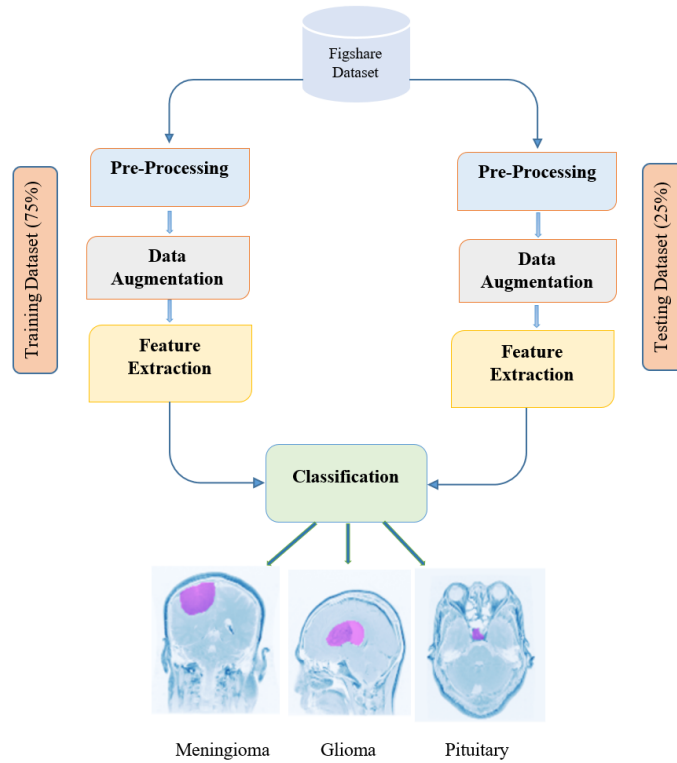 Figshare
Dataset
Training Dataset (75%)
Pre-Processing
Data
Augmentation
Feature
Extraction
Pre-Processing
Data
Augmentation
Feature
Extraction
Testing Dataset (25%)
Classification
Meningioma
Glioma
Pituitary